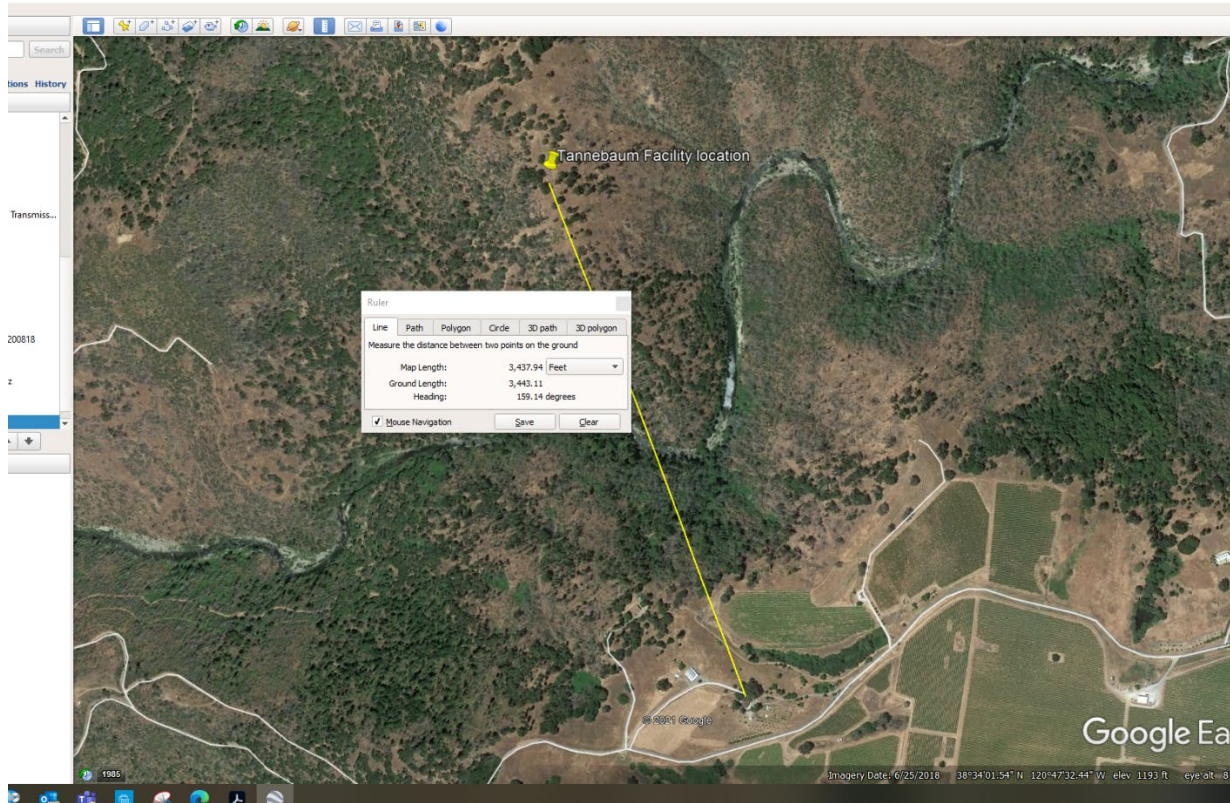 Search
tions History
Transmiss...
200818
z
Tannebaum Facility location
Ruler
Line Path Polygon Circle 3D path 3D polygon
Measure the distance between two points on the ground
Map Length: 3,437.94 Feet
Ground Length: 3,443.11
Heading: 159.14 degrees
Mouse Navigation Save Clear
© 2021 Google
Google Ea
1985
Imagery Date: 6/25/2018 38°34'01.54" N 120°47'32.44" W elev 1193 ft eye alt 8